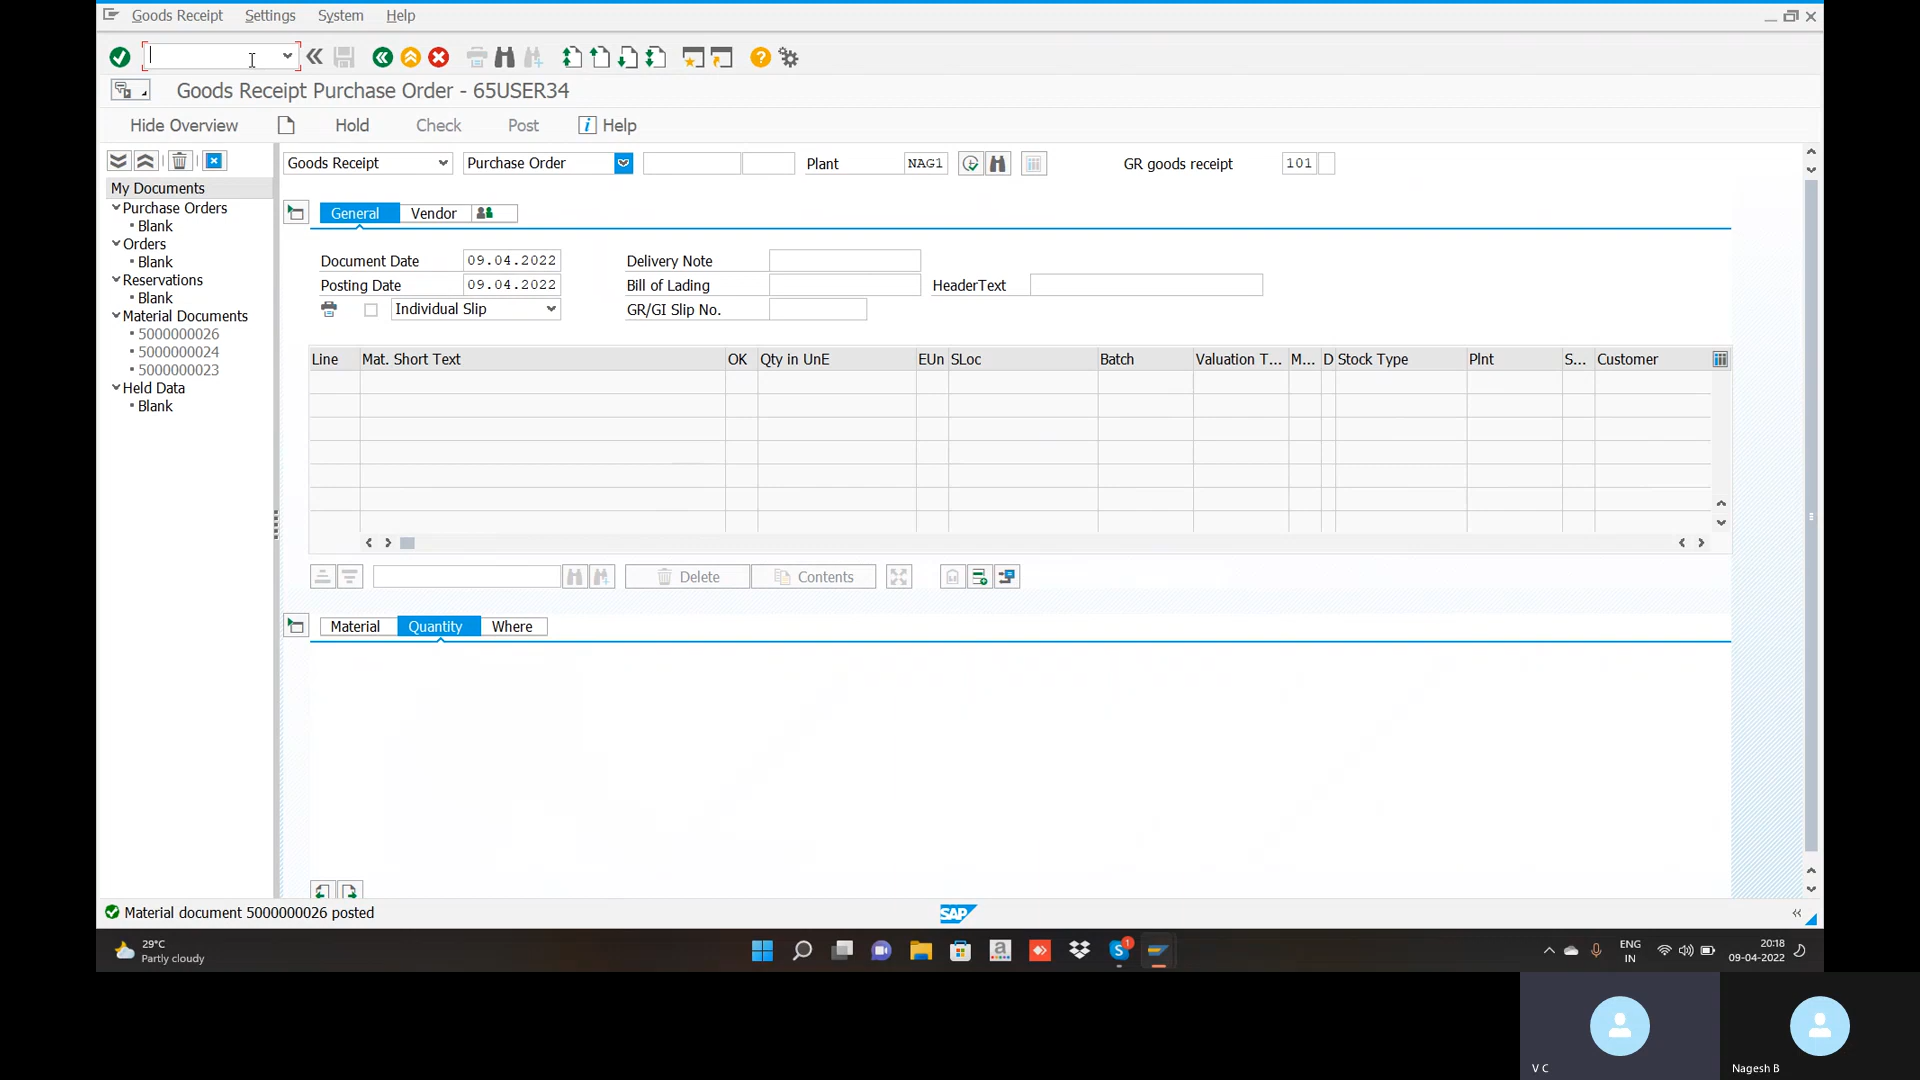 Goods Receipt Settings System Help
Goods Receipt Purchase Order - 65USER34
Hide Overview Hold Check Post i Help
Goods Receipt Purchase Order Plant NAG1 GR goods receipt 101
My Documents
Purchase Orders
Blank
Orders
Blank
Reservations
Blank
Material Documents
5000000026
5000000024
5000000023
Held Data
Blank
General Vendor
Document Date 09.04.2022 Delivery Note
Posting Date 09.04.2022 Bill of Lading HeaderText
Individual Slip GR/GI Slip No.
Line Mat. Short Text OK Qty in UnE EUn SLoc Batch Valuation T... M... D Stock Type Plnt S... Customer
Delete Contents
Material Quantity Where
Material document 5000000026 posted SAP
29°C
Partly cloudy
a
S 1
ENG
IN
20:18
09-04-2022
V C
Nagesh B